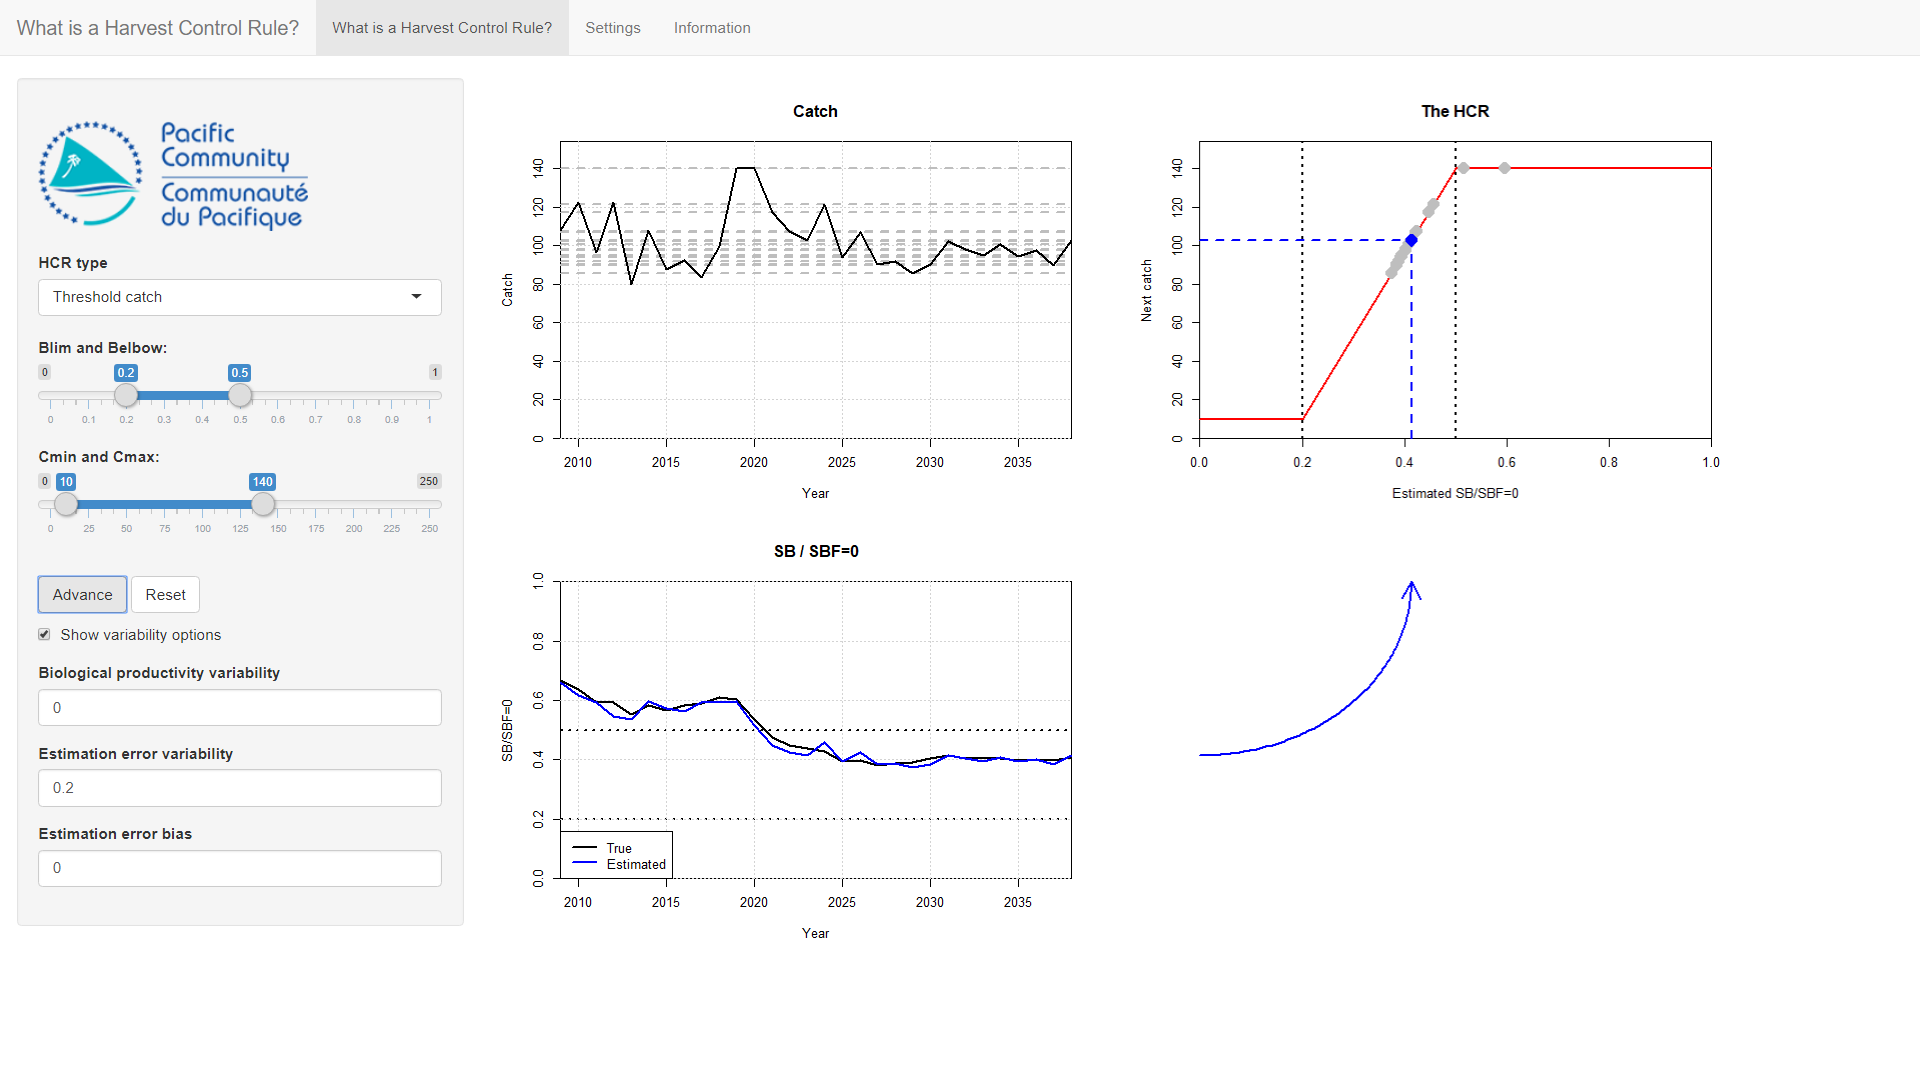 What is a Harvest Control Rule?
What is a Harvest Control Rule?
Settings
Information
Pacific
Community
Communauté
du Pacifique
HCR type
Threshold catch
Blim and Belbow:
0 0.2 0.5 1
0 0.1 0.2 0.3 0.4 0.5 0.6 0.7 0.8 0.9 1
Cmin and Cmax:
0 10 140 250
0 25 50 75 100 125 150 175 200 225 250
Advance
Reset
Show variability options
Biological productivity variability
0
Estimation error variability
0.2
Estimation error bias
0
Catch
Catch
0 20 40 60 80 100 120 140
2010 2015 2020 2025 2030 2035
Year
The HCR
Next catch
0 20 40 60 80 100 120 140
0.0 0.2 0.4 0.6 0.8 1.0
Estimated SB/SBF=0
SB / SBF=0
SB/SBF=0
0.0 0.2 0.4 0.6 0.8 1.0
True
Estimated
2010 2015 2020 2025 2030 2035
Year